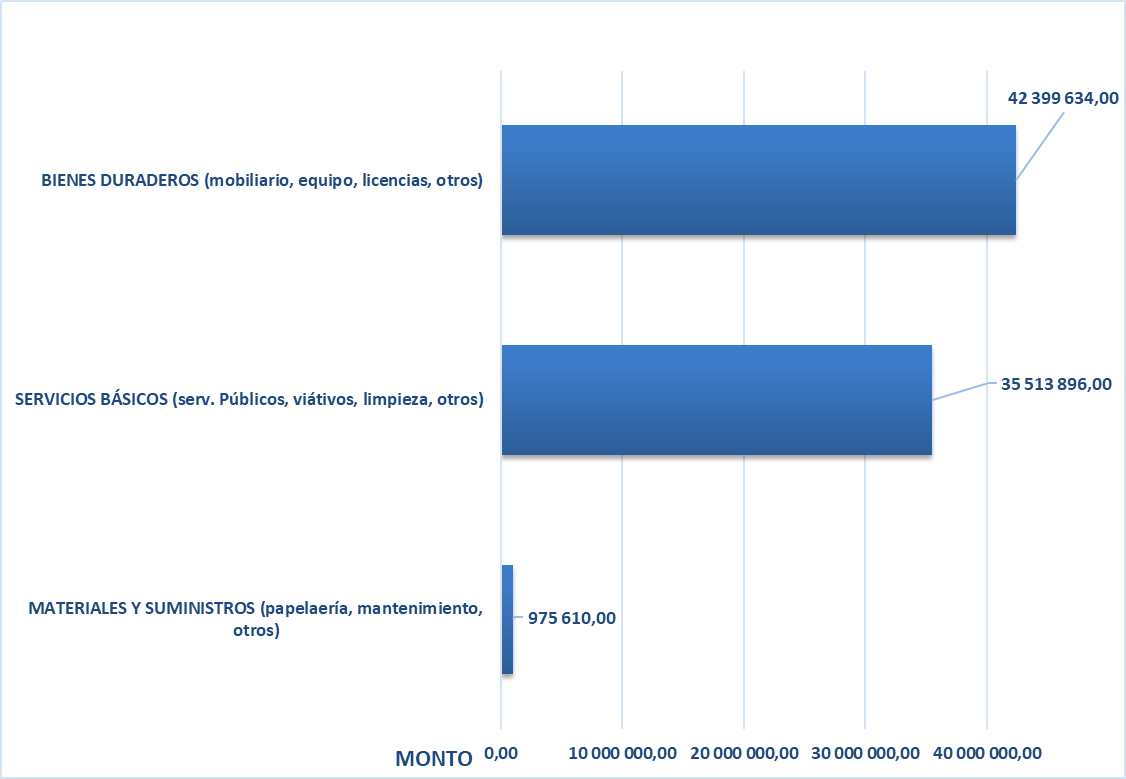 42 399 634,00
BIENES DURADEROS (mobiliario, equipo, licencias, otros)
SERVICIOS BÁSICOS (serv. Públicos, viátivos, limpieza, otros)
35 513 896,00
MATERIALES Y SUMINISTROS (papelaería, mantenimiento,
otros)
975 610,00
MONTO
0,00 10 000 000,00 20 000 000,00 30 000 000,00 40 000 000,00